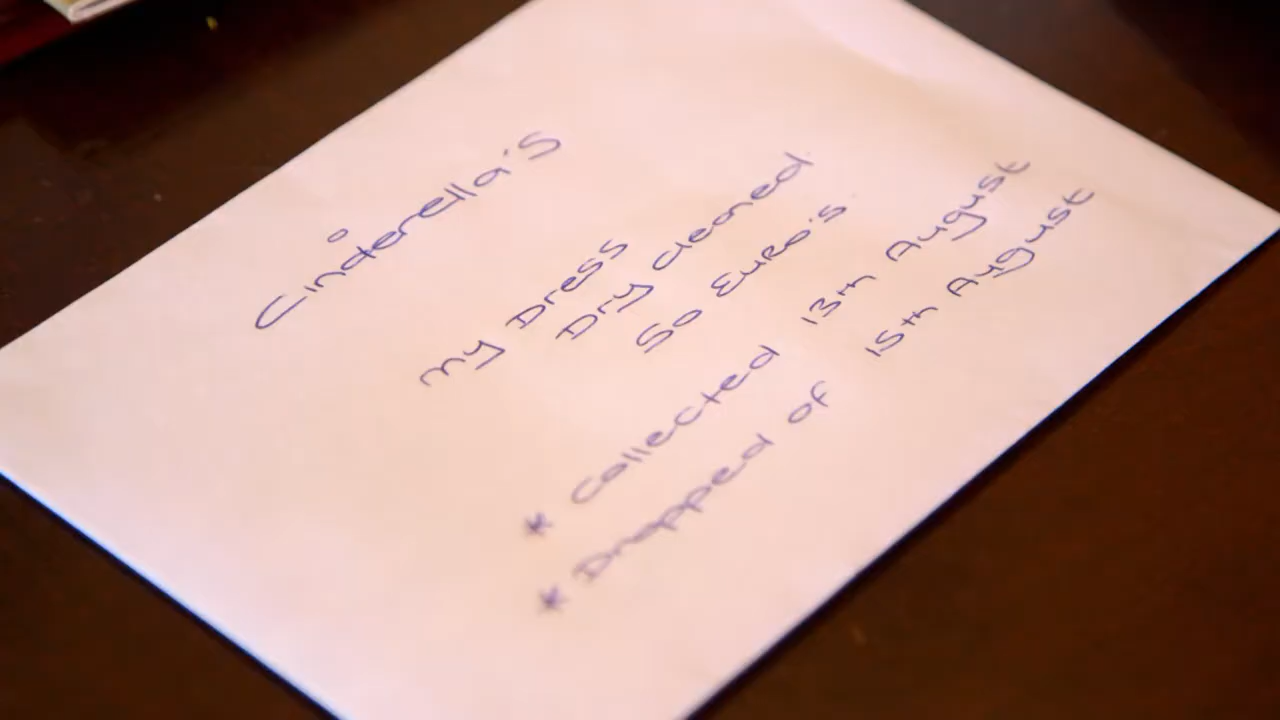 Cinderella's
my Dress
Dry cleaned
50 Euro's
* Collected 13th August
* Dropped of 15th August